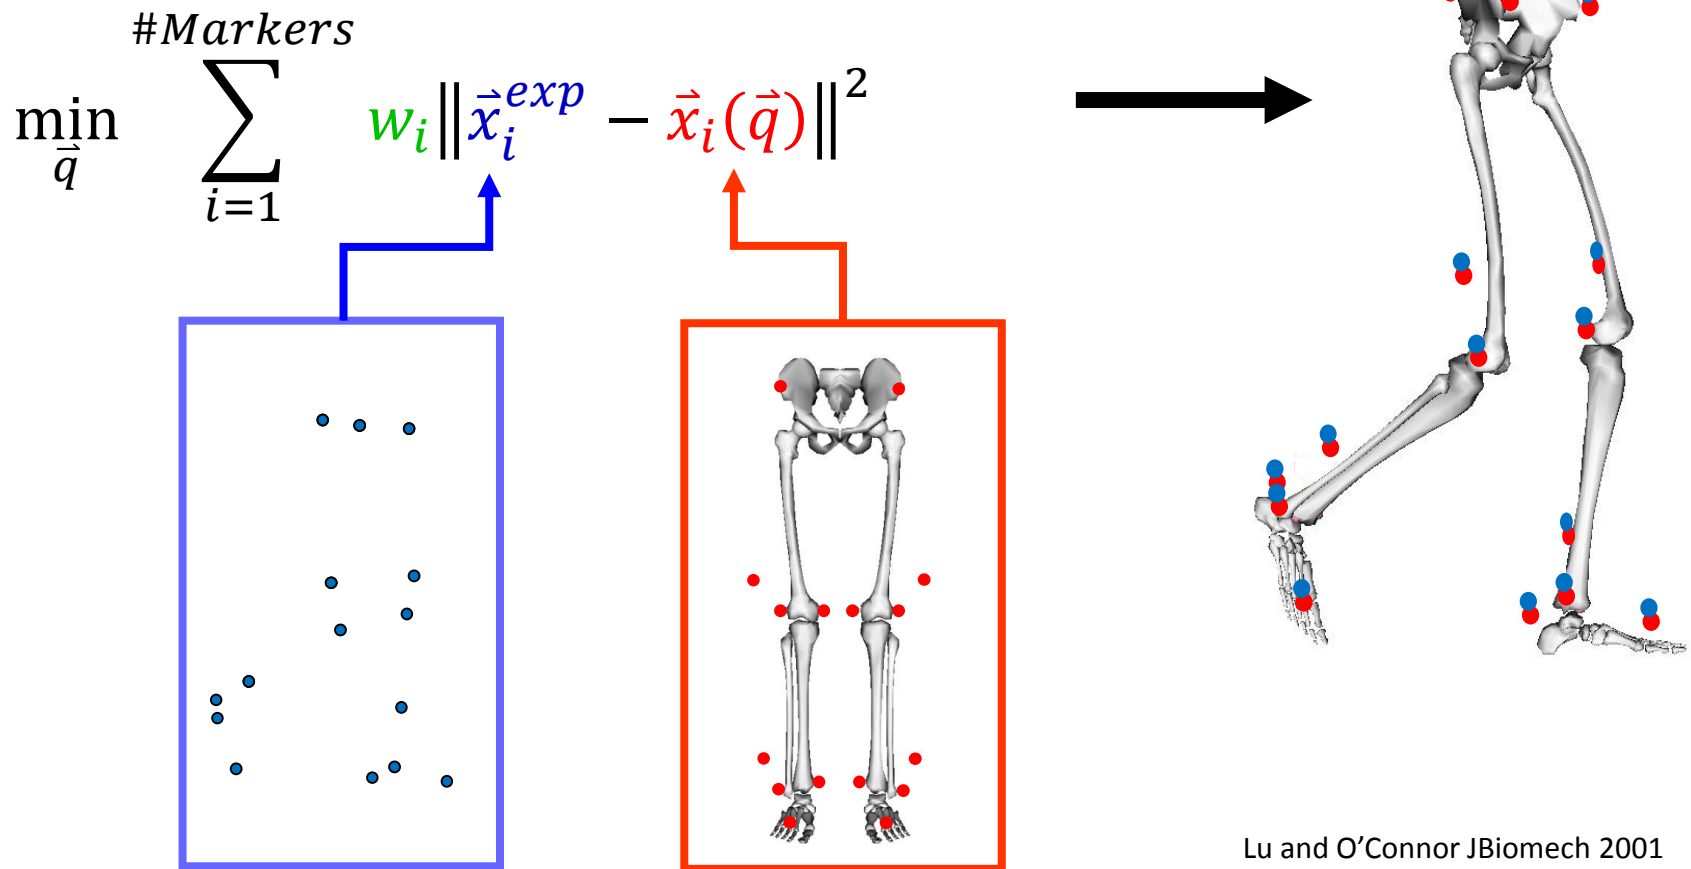 #Markers
min ∑ w_i ‖x⃗_i^exp − x⃗_i(q⃗)‖²
q⃗ i=1
Lu and O’Connor JBiomech 2001